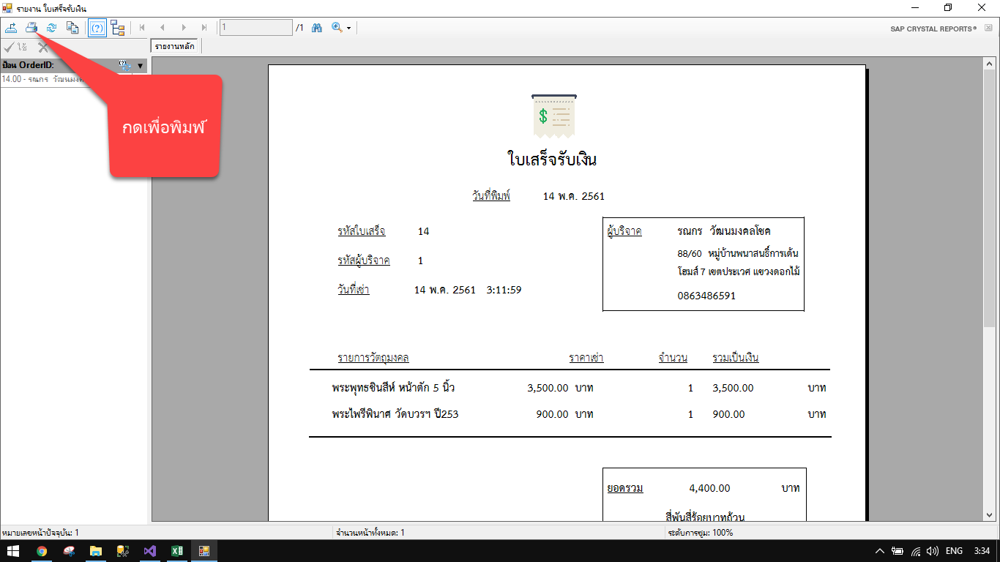 รายงาน ใบเสร็จรับเงิน
1 /1
SAP CRYSTAL REPORTS®
ใช้
รายงานหลัก
ป้อน OrderID:
14.00 - รณกร วัฒนมง
กดเพื่อพิมพ์
$
ใบเสร็จรับเงิน
วันที่พิมพ์ 14 พ.ค. 2561
รหัสใบเสร็จ 14
รหัสผู้บริจาค 1
วันที่เช่า 14 พ.ค. 2561 3:11:59
ผู้บริจาค รณกร วัฒนมงคลโชค
88/60 หมู่บ้านพนาสนธิ์การเด้น
โฮมส์ 7 เขตประเวศ แขวงดอกไม้
0863486591
รายการวัตถุมงคล ราคาเช่า จำนวน รวมเป็นเงิน
พระพุทธชินสีห์ หน้าตัก 5 นิ้ว 3,500.00 บาท 1 3,500.00 บาท
พระไพรีพินาศ วัดบวรฯ ปี253 900.00 บาท 1 900.00 บาท
ยอดรวม 4,400.00 บาท
สี่พันสี่ร้อยบาทถ้วน
หมายเลขหน้าปัจจุบัน: 1 จำนวนหน้าทั้งหมด: 1 ระดับการซูม: 100%
ENG 3:34